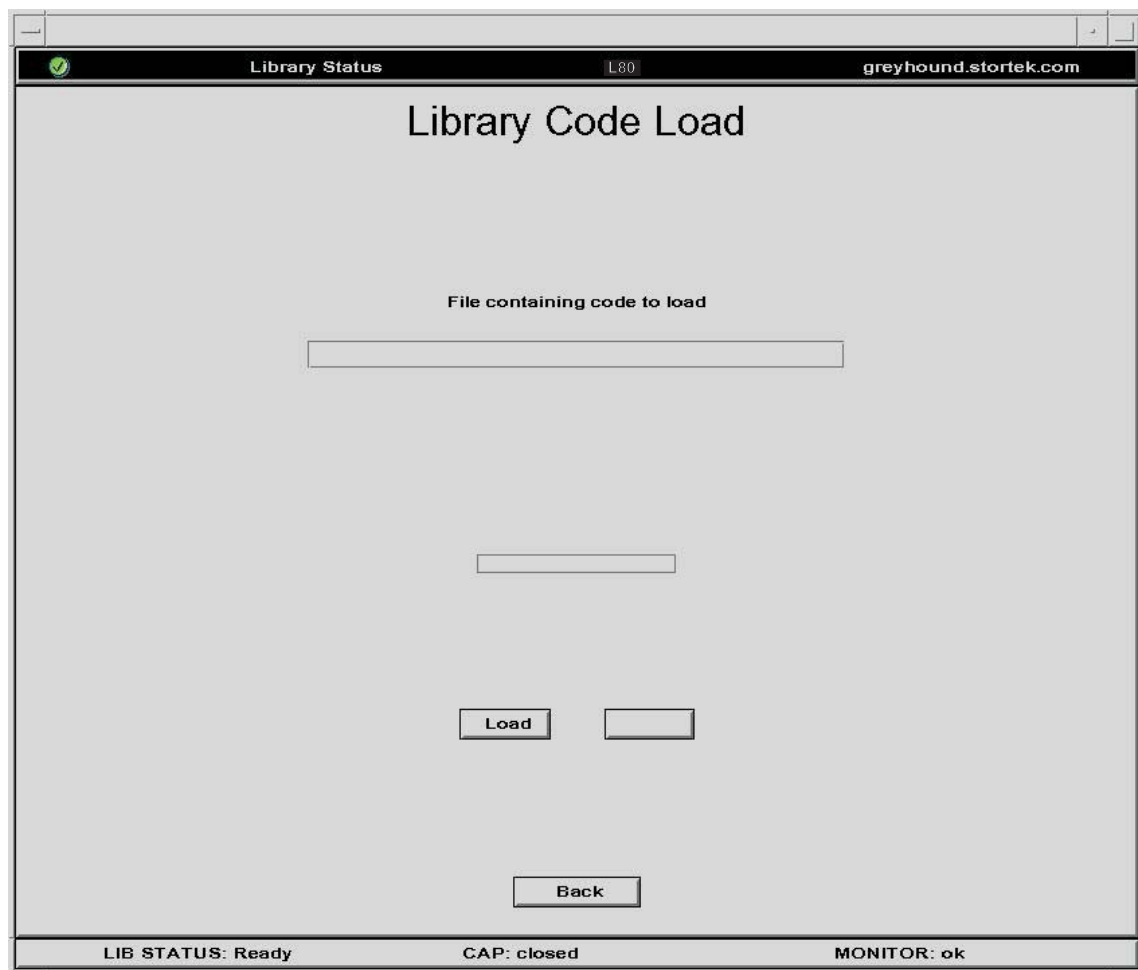 Library Status L80 greyhound.stortek.com
Library Code Load
File containing code to load
Load
Back
LIB STATUS: Ready CAP: closed MONITOR: ok